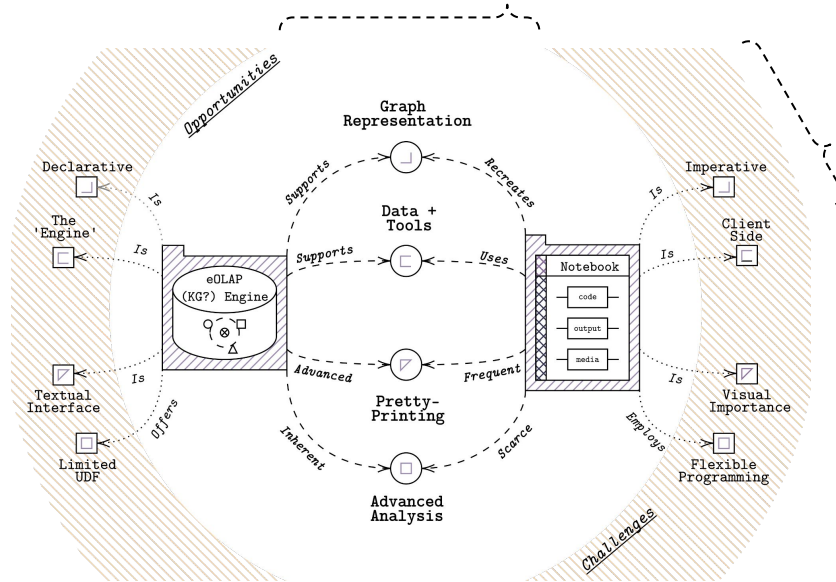 Opportunities
Graph
Representation
Declarative
Is
Supports
Recreates
Is
Imperative
The
'Engine'
Is
Data +
Tools
Supports
Uses
Is
Client
Side
eOLAP
(KG?) Engine
Notebook
code
output
media
Textual
Interface
Is
Advanced
Frequent
Pretty-
Printing
Is
Visual
Importance
Limited
UDF
Offers
Inherent
Scarce
Employs
Flexible
Programming
Advanced
Analysis
Challenges